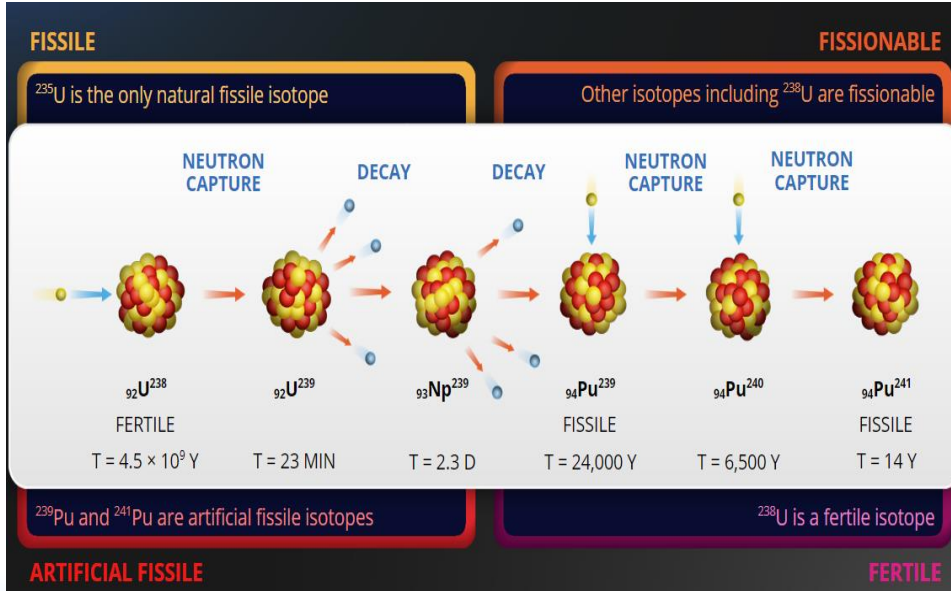 FISSILE
FISSIONABLE
²³⁵U is the only natural fissile isotope
Other isotopes including ²³⁸U are fissionable
NEUTRON
CAPTURE
DECAY
DECAY
NEUTRON
CAPTURE
NEUTRON
CAPTURE
₉₂U²³⁸
₉₂U²³⁹
₉₃Np²³⁹
₉₄Pu²³⁹
₉₄Pu²⁴⁰
₉₄Pu²⁴¹
FERTILE
FISSILE
FISSILE
T = 4.5 × 10⁹ Y
T = 23 MIN
T = 2.3 D
T = 24,000 Y
T = 6,500 Y
T = 14 Y
²³⁹Pu and ²⁴¹Pu are artificial fissile isotopes
²³⁸U is a fertile isotope
ARTIFICIAL FISSILE
FERTILE